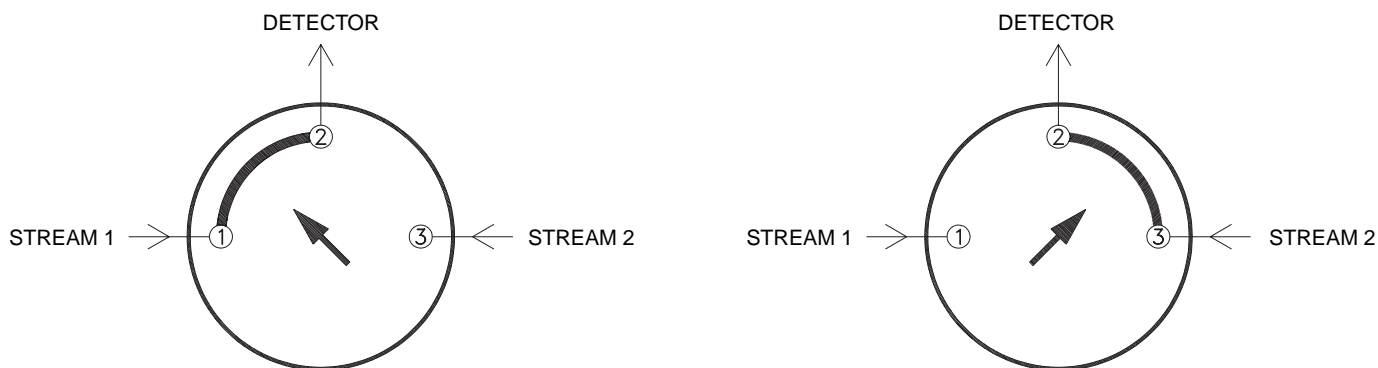 DETECTOR
2
STREAM 1
1
3
STREAM 2
DETECTOR
2
STREAM 1
1
3
STREAM 2